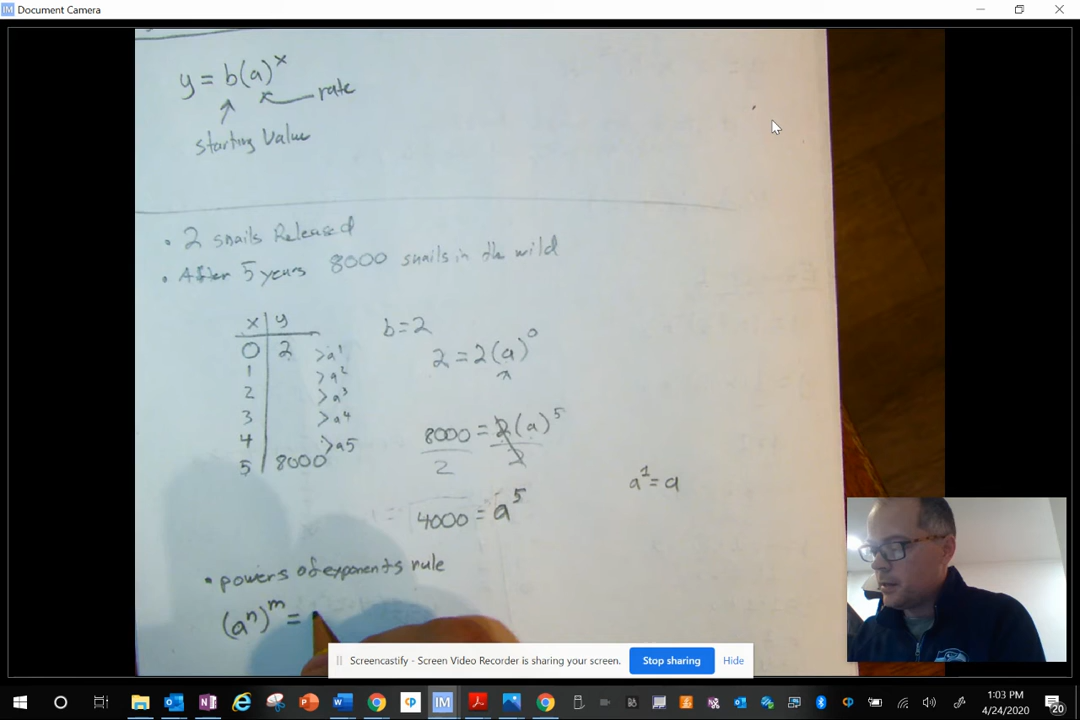 Document Camera
y = b(a)^x
rate
starting Value
• 2 snails Released
• After 5 years 8000 snails in the wild
x | y
0 | 2
1
2
3
4
5 | 8000
>a^1
>a^2
>a^3
>a^4
>a5
b = 2
2 = 2(a)^0
8000 = 2(a)^5
2 2
4000 = a^5
a^1 = a
• powers of exponents rule
(a^n)^m =
Screencastify - Screen Video Recorder is sharing your screen.
Stop sharing
Hide
1:03 PM
4/24/2020
20